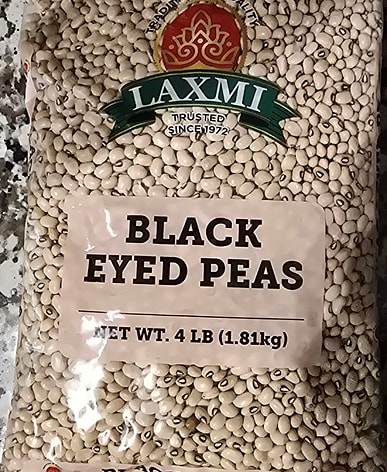 LAXMI
TRUSTED
SINCE 1972
BLACK
EYED PEAS
NET WT. 4 LB (1.81kg)